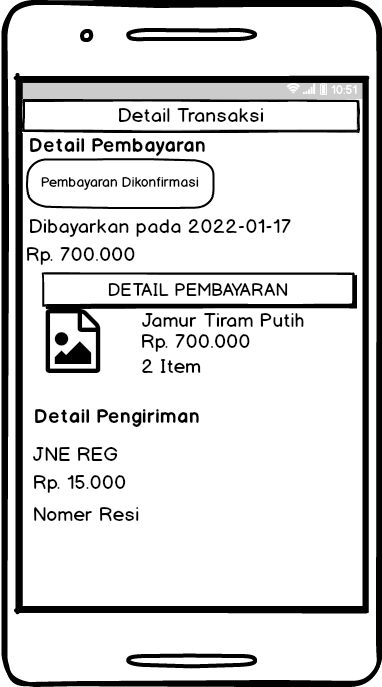 10:51
Detail Transaksi
Detail Pembayaran
Pembayaran Dikonfirmasi
Dibayarkan pada 2022-01-17
Rp. 700.000
DETAIL PEMBAYARAN
Jamur Tiram Putih
Rp. 700.000
2 Item
Detail Pengiriman
JNE REG
Rp. 15.000
Nomer Resi